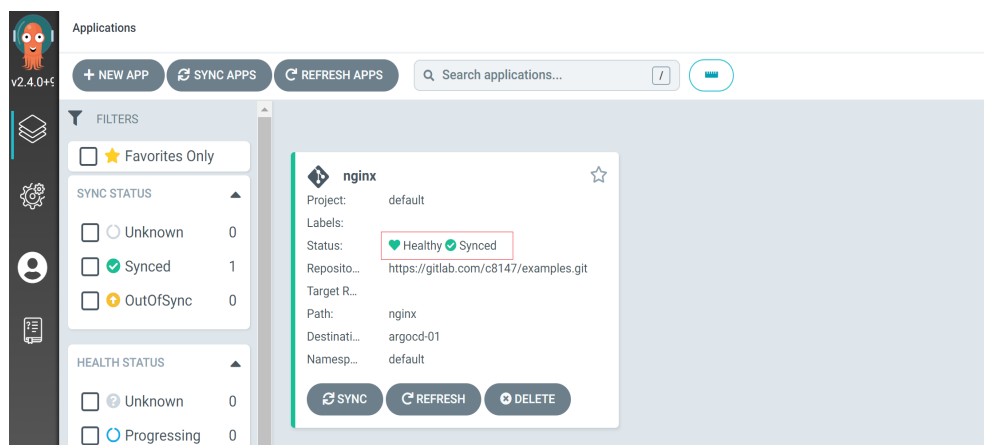 Applications
v2.4.0+9
+ NEW APP
SYNC APPS
REFRESH APPS
Search applications...
/
FILTERS
Favorites Only
SYNC STATUS
Unknown 0
Synced 1
OutOfSync 0
HEALTH STATUS
Unknown 0
Progressing 0
nginx
Project: default
Labels:
Status: Healthy Synced
Reposito... https://gitlab.com/c8147/examples.git
Target R...
Path: nginx
Destinati... argocd-01
Namesp... default
SYNC
REFRESH
DELETE